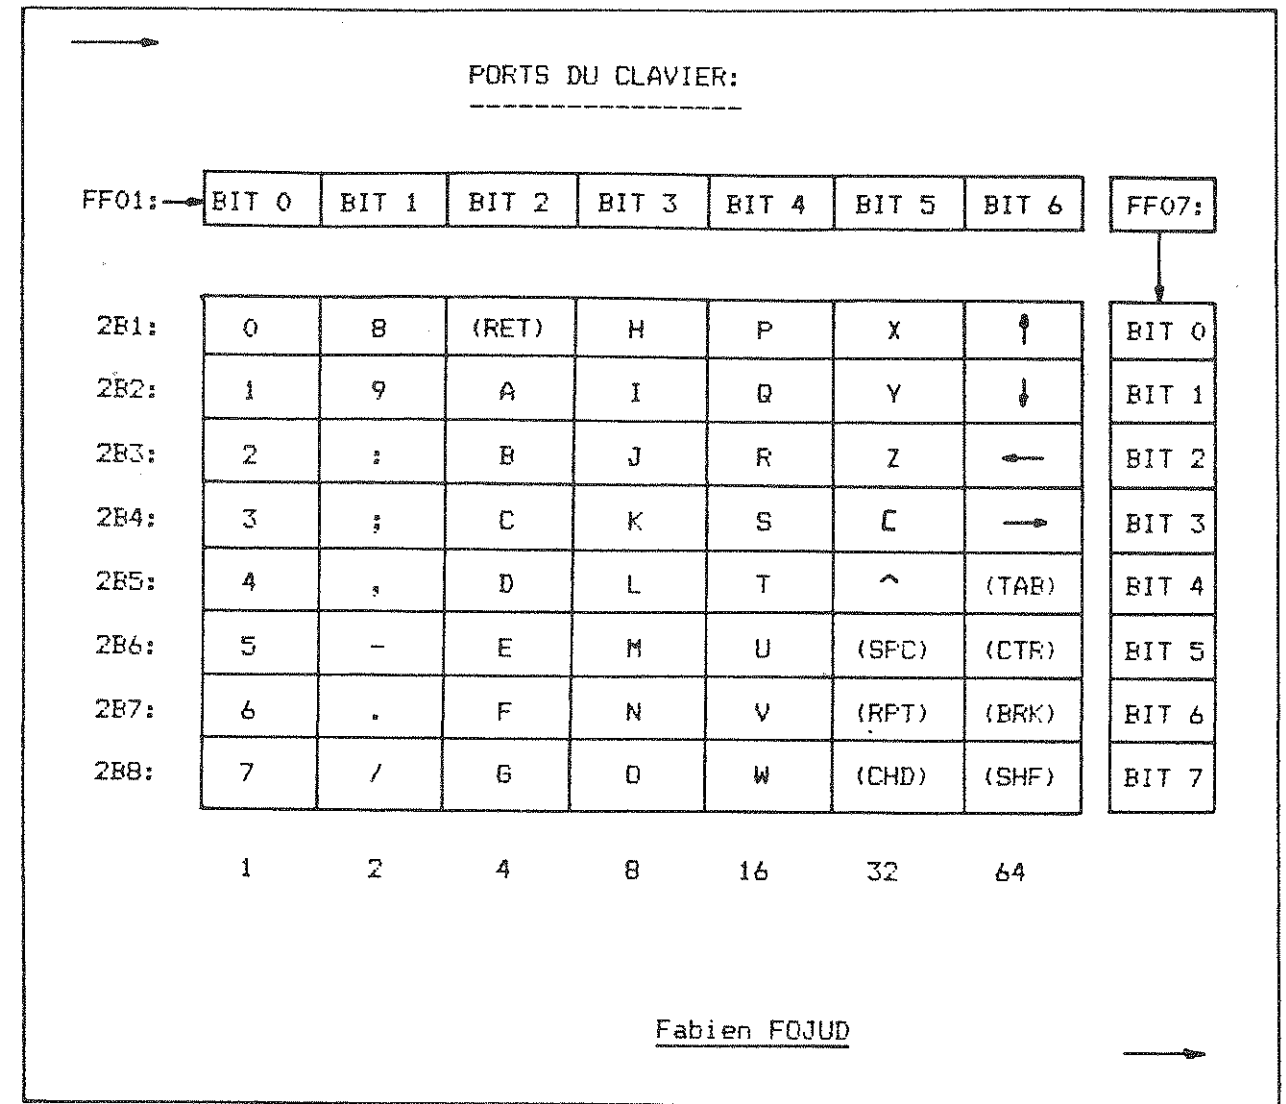 PORTS DU CLAVIER:
FF01: BIT 0 BIT 1 BIT 2 BIT 3 BIT 4 BIT 5 BIT 6 FF07:
2B1: 0 8 (RET) H P X ↑ BIT 0
2B2: 1 9 A I Q Y ↓ BIT 1
2B3: 2 : B J R Z ← BIT 2
2B4: 3 ; C K S [ → BIT 3
2B5: 4 , D L T ^ (TAB) BIT 4
2B6: 5 - E M U (SPC) (CTR) BIT 5
2B7: 6 . F N V (RPT) (BRK) BIT 6
2B8: 7 / G O W (CHD) (SHF) BIT 7
1 2 4 8 16 32 64
Fabien FOJUD